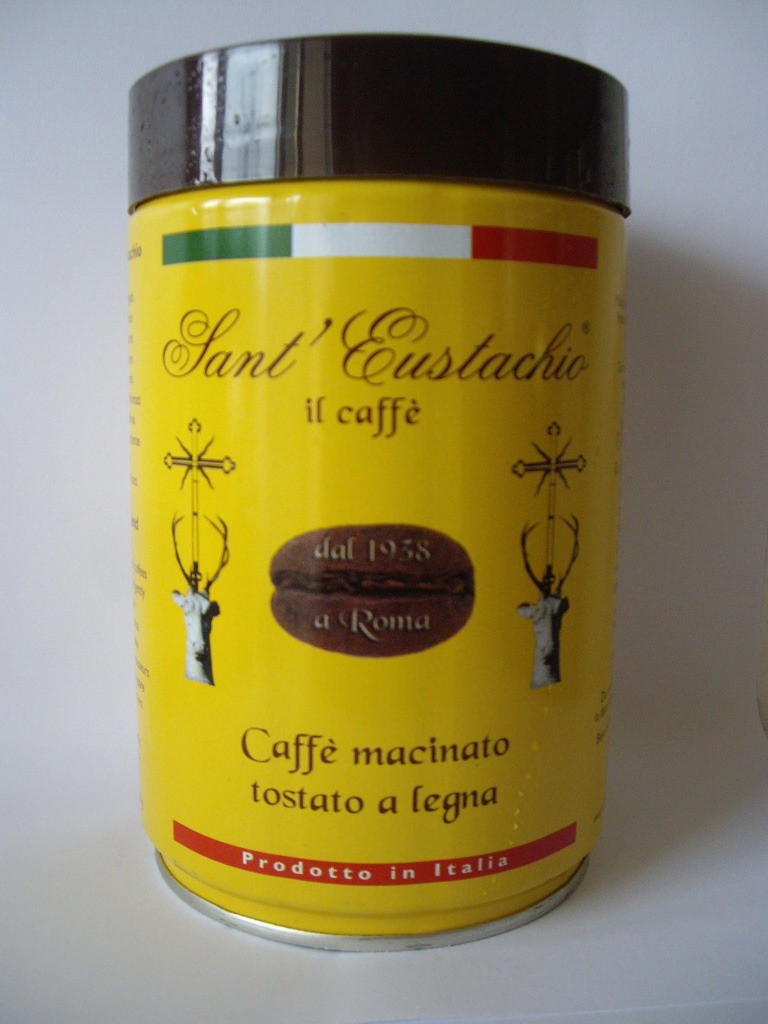 Sant' Eustachio®
il caffè
dal 1938
a Roma
Caffè macinato
tostato a legna
Prodotto in Italia